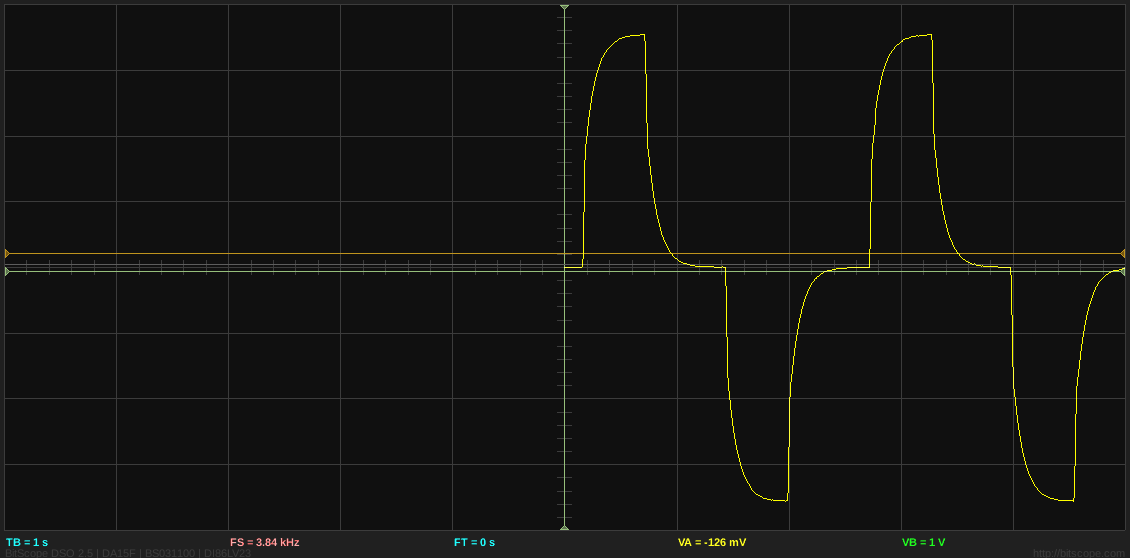 TB = 1 s FS = 3.84 kHz FT = 0 s VA = -126 mV VB = 1 V
BitScope DSO 2.5 | DA15F | BS031100 | DI86LV23 http://bitscope.com